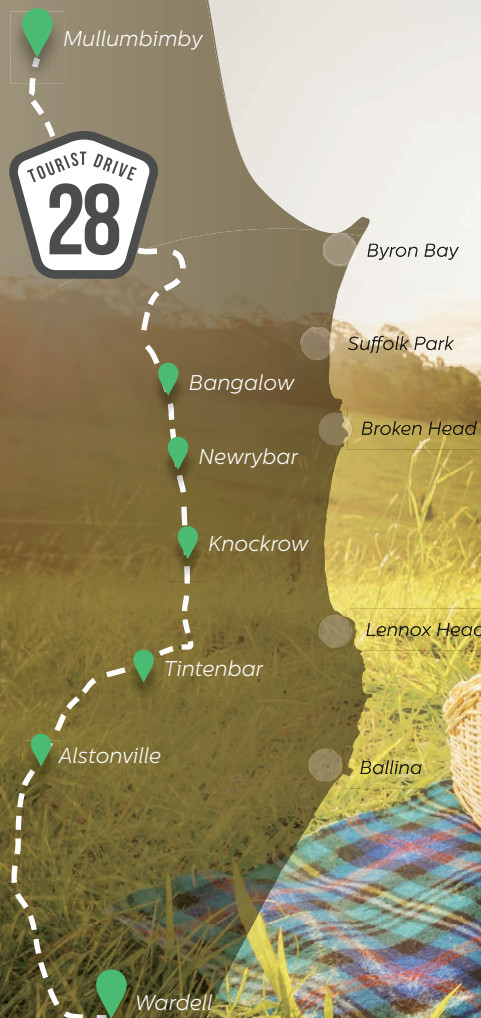 Mullumbimby
TOURIST DRIVE
28
Byron Bay
Suffolk Park
Bangalow
Broken Head
Newrybar
Knockrow
Lennox Head
Tintenbar
Alstonville
Ballina
Wardell